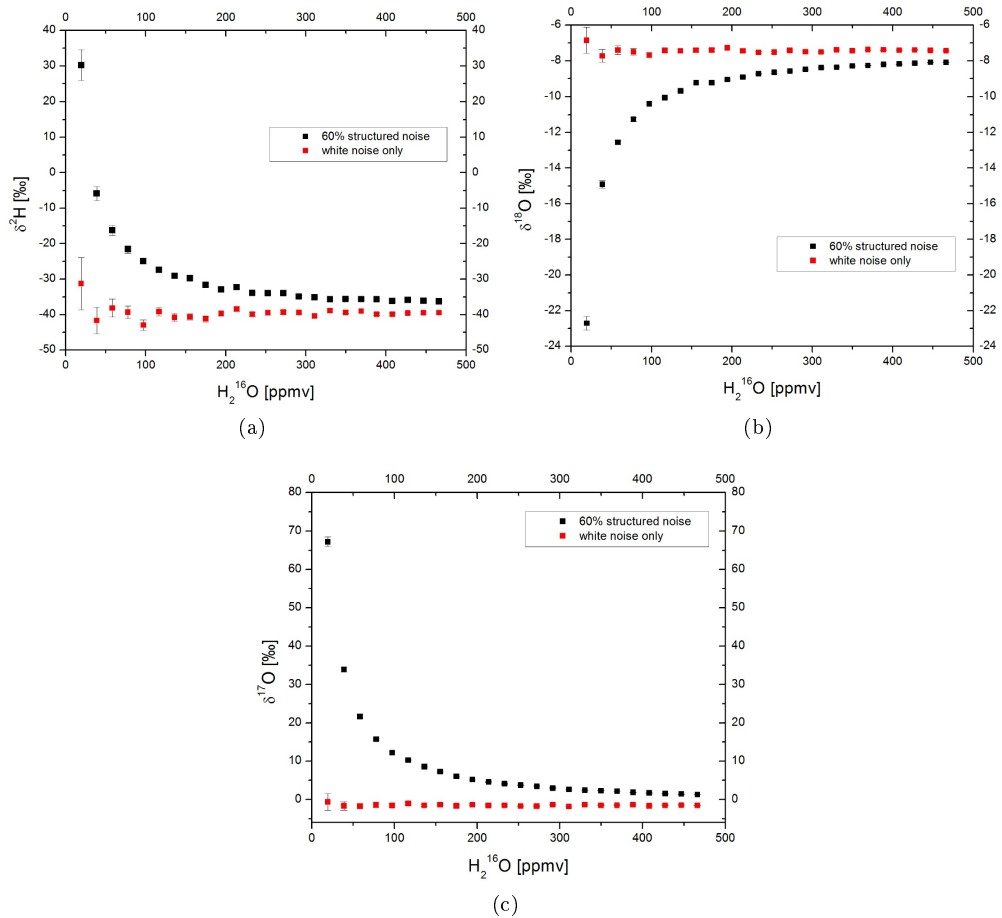 0 100 200 300 400 500
40 40
30 30
20 20
10 10
0 0
-10 -10
-20 -20
-30 -30
-40 -40
-50 -50
0 100 200 300 400 500
δ²H [‰]
60% structured noise
white noise only
H₂¹⁶O [ppmv]
(a)
0 100 200 300 400 500
-6 -6
-8 -8
-10 -10
-12 -12
-14 -14
-16 -16
-18 -18
-20 -20
-22 -22
-24 -24
0 100 200 300 400 500
δ¹⁸O [‰]
60% structured noise
white noise only
H₂¹⁶O [ppmv]
(b)
0 100 200 300 400 500
80 80
70 70
60 60
50 50
40 40
30 30
20 20
10 10
0 0
0 100 200 300 400 500
δ¹⁷O [‰]
60% structured noise
white noise only
H₂¹⁶O [ppmv]
(c)